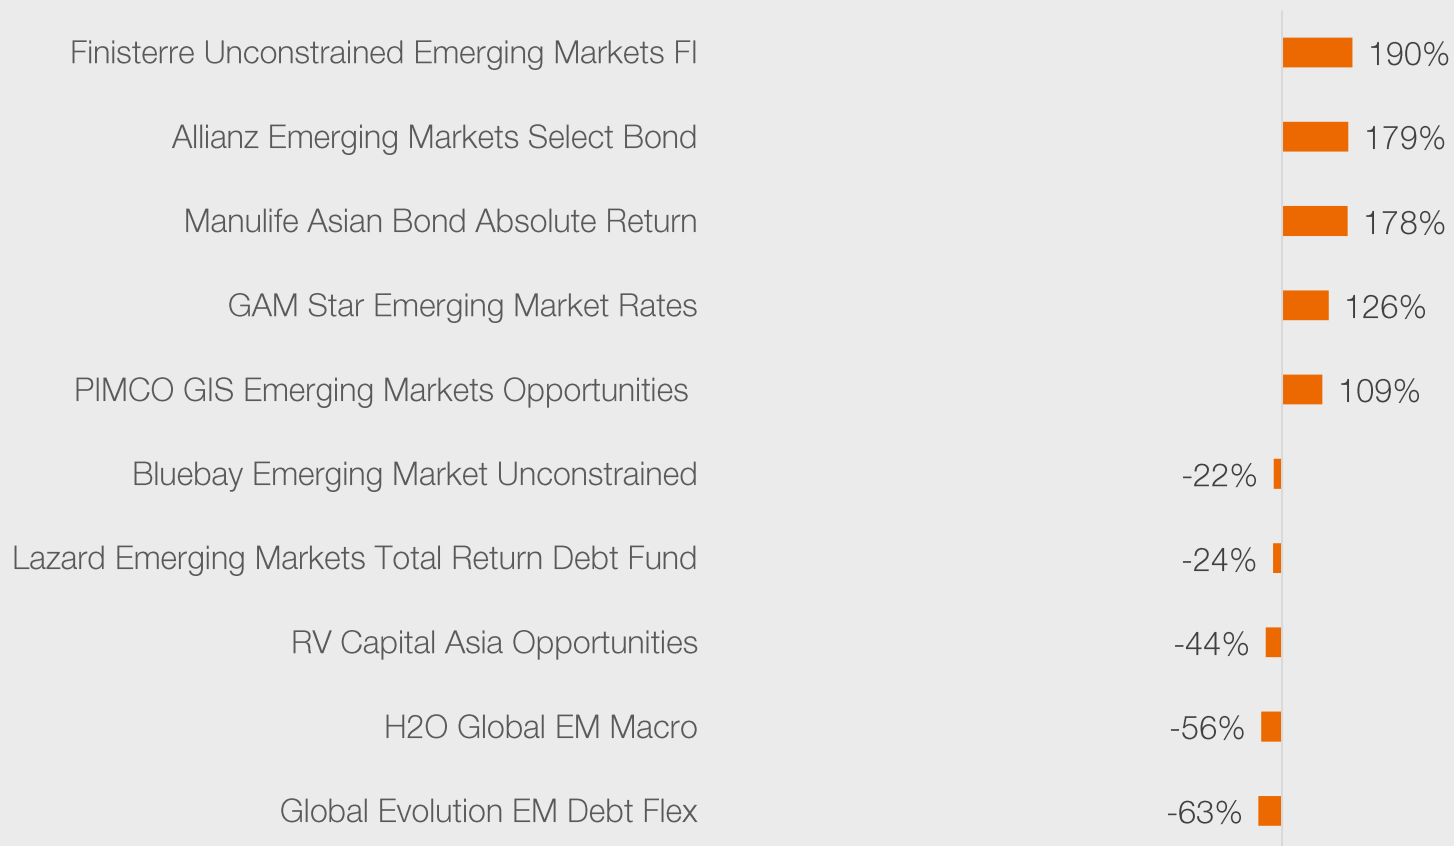 Finisterre Unconstrained Emerging Markets FI 190%
Allianz Emerging Markets Select Bond 179%
Manulife Asian Bond Absolute Return 178%
GAM Star Emerging Market Rates 126%
PIMCO GIS Emerging Markets Opportunities 109%
Bluebay Emerging Market Unconstrained -22%
Lazard Emerging Markets Total Return Debt Fund -24%
RV Capital Asia Opportunities -44%
H2O Global EM Macro -56%
Global Evolution EM Debt Flex -63%